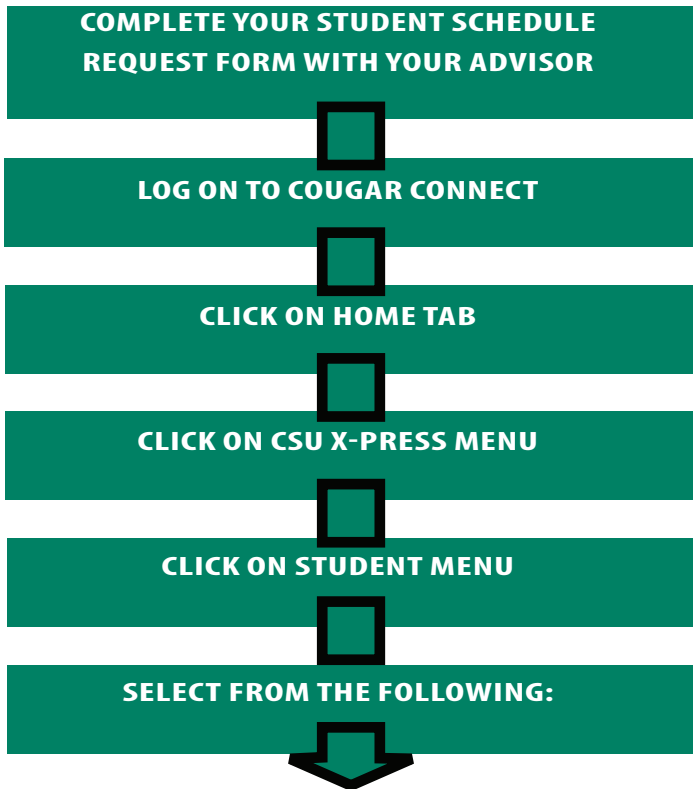 COMPLETE YOUR STUDENT SCHEDULE
REQUEST FORM WITH YOUR ADVISOR
LOG ON TO COUGAR CONNECT
CLICK ON HOME TAB
CLICK ON CSU X-PRESS MENU
CLICK ON STUDENT MENU
SELECT FROM THE FOLLOWING: